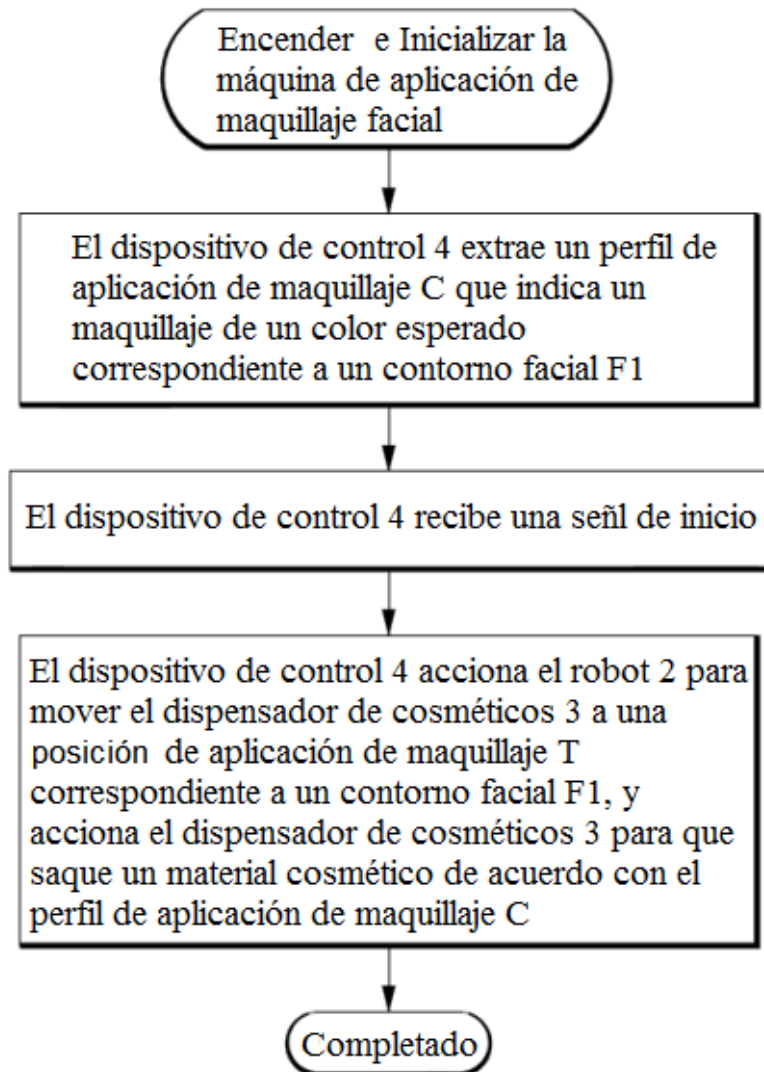 Encender e Inicializar la
máquina de aplicación de
maquillaje facial
El dispositivo de control 4 extrae un perfil de
aplicación de maquillaje C que indica un
maquillaje de un color esperado
correspondiente a un contorno facial F1
El dispositivo de control 4 recibe una señl de inicio
El dispositivo de control 4 acciona el robot 2 para
mover el dispensador de cosméticos 3 a una
posición de aplicación de maquillaje T
correspondiente a un contorno facial F1, y
acciona el dispensador de cosméticos 3 para que
saque un material cosmético de acuerdo con el
perfil de aplicación de maquillaje C
Completado